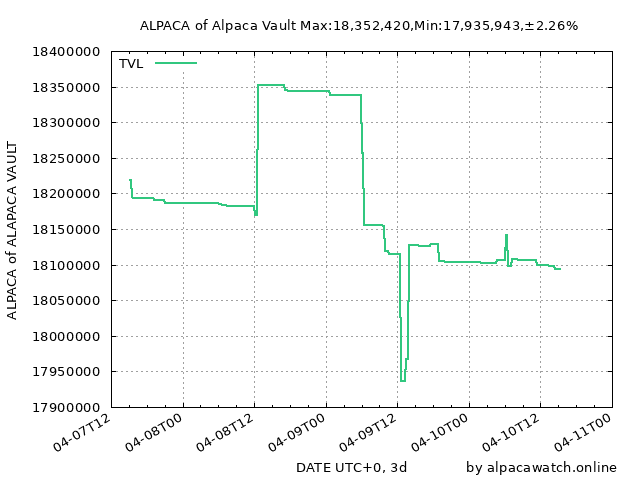 ALPACA of Alpaca Vault Max:18,352,420,Min:17,935,943,±2.26%
TVL
ALPACA of ALAPACA VAULT
18400000
18350000
18300000
18250000
18200000
18150000
18100000
18050000
18000000
17950000
17900000
04-07T12
04-08T00
04-08T12
04-09T00
04-09T12
04-10T00
04-10T12
04-11T00
DATE UTC+0, 3d
by alpacawatch.online